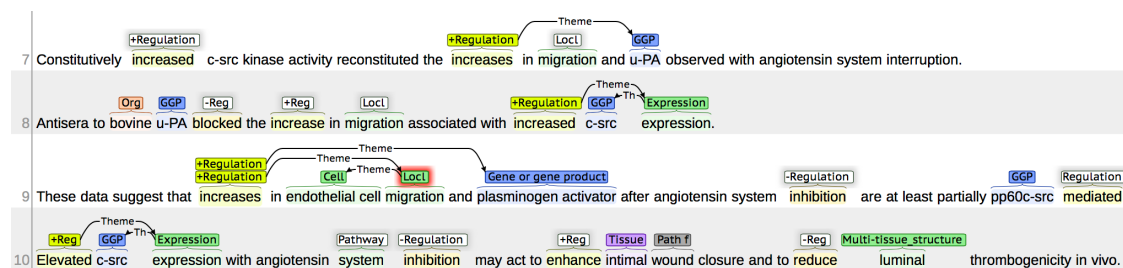 Theme
+Regulation +Regulation Locl GGP
7 Constitutively increased c-src kinase activity reconstituted the increases in migration and u-PA observed with angiotensin system interruption.
Theme
Org GGP -Reg +Reg Locl +Regulation GGP Th Expression
8 Antisera to bovine u-PA blocked the increase in migration associated with increased c-src expression.
Theme
+Regulation Theme
+Regulation Cell Theme Locl Gene or gene product -Regulation GGP Regulation
9 These data suggest that increases in endothelial cell migration and plasminogen activator after angiotensin system inhibition are at least partially pp60c-src mediated
Theme
+Reg GGP Th Expression Pathway -Regulation +Reg Tissue Path f -Reg Multi-tissue_structure
10 Elevated c-src expression with angiotensin system inhibition may act to enhance intimal wound closure and to reduce luminal thrombogenicity in vivo.